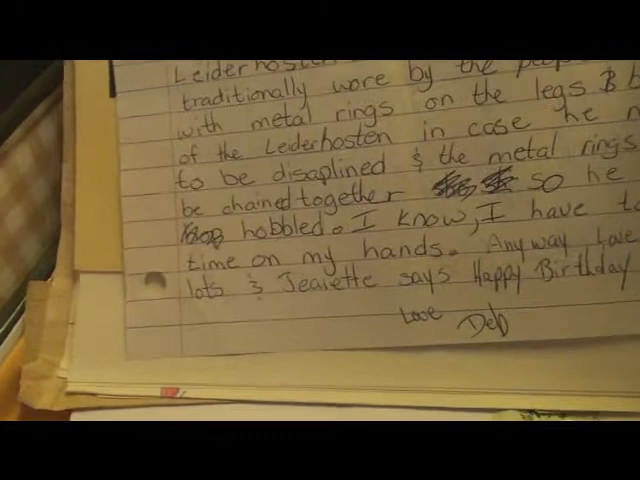 Leiderhosten
traditionally wore by the
with metal rings on the legs &
of the Leiderhosten in case he
to be disaplined & the metal rings
be chained together so he
hobbled. I know, I have
time on my hands. Anyway Love
lots & Jeanette says Happy Birthday
Love Deb